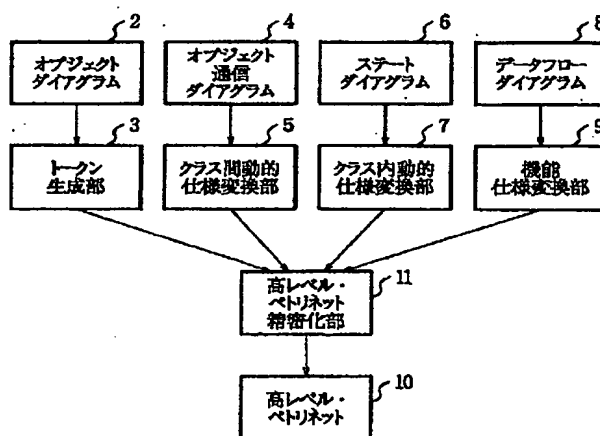 2
オブジェクト
ダイアグラム
4
オブジェクト
通信
ダイアグラム
6
ステート
ダイアグラム
8
データフロー
ダイアグラム
3
トークン
生成部
5
クラス間動的
仕様変換部
7
クラス内動的
仕様変換部
9
機能
仕様変換部
11
高レベル・
ペトリネット
精密化部
10
高レベル・
ペトリネット